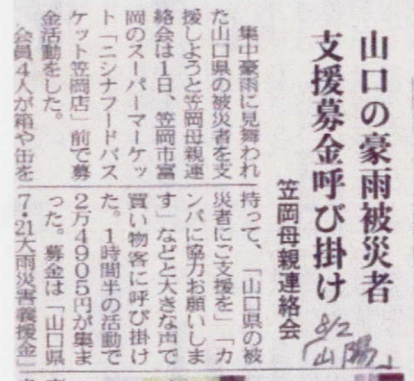 山口の豪雨被災者
支援募金呼び掛け
笠岡母親連絡会
8/2
「山陽」
集中豪雨に見舞われ
た山口県の被災者を支
援しようと笠岡母親連
絡会は1日、笠岡市富
岡のスーパーマーケッ
ト「ニシナフードバス
ケット笠岡店」前で募
金活動をした。
会員4人が箱や缶を
持って、「山口県の被
災者にご支援を」「カ
ンパに協力お願いしま
す」などと大きな声で
買い物客に呼び掛け
た。1時間半の活動で
2万4905円が集ま
った。募金は「山口県
7・21大雨災害義援金」